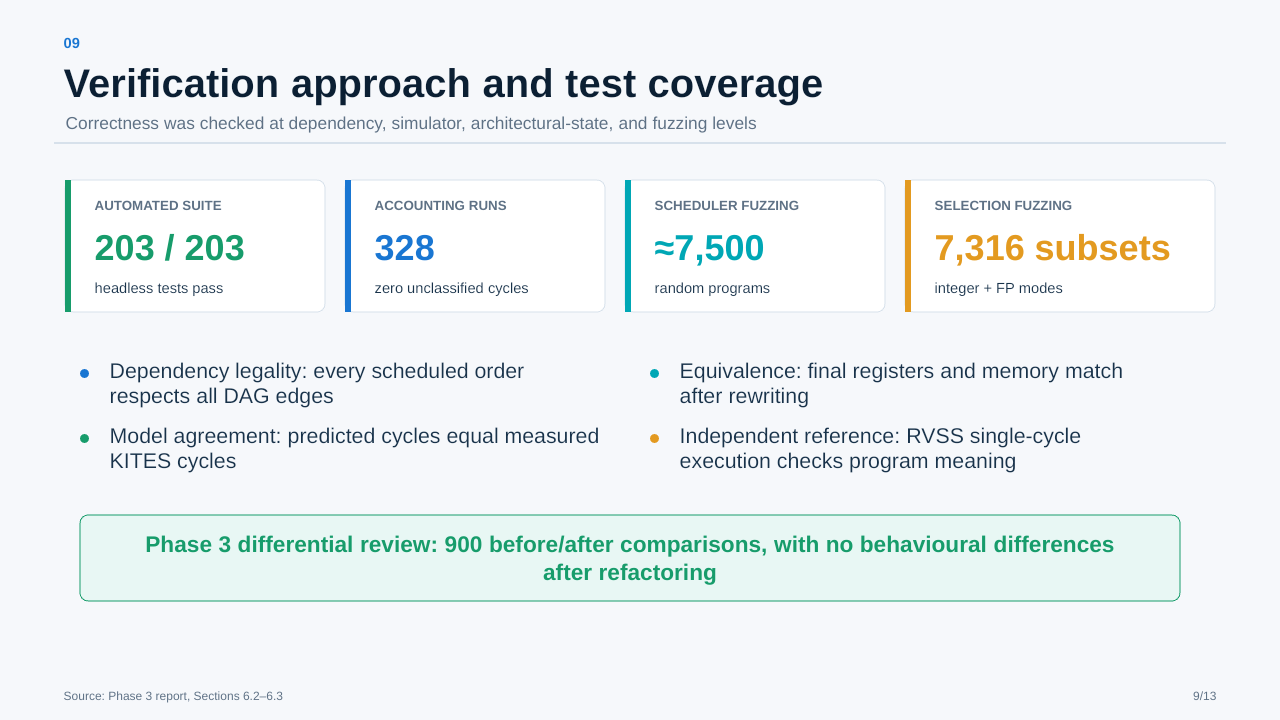 09
Verification approach and test coverage
Correctness was checked at dependency, simulator, architectural-state, and fuzzing levels
AUTOMATED SUITE
203 / 203
headless tests pass
ACCOUNTING RUNS
328
zero unclassified cycles
SCHEDULER FUZZING
≈7,500
random programs
SELECTION FUZZING
7,316 subsets
integer + FP modes
Dependency legality: every scheduled order
respects all DAG edges
Model agreement: predicted cycles equal measured
KITES cycles
Equivalence: final registers and memory match
after rewriting
Independent reference: RVSS single-cycle
execution checks program meaning
Phase 3 differential review: 900 before/after comparisons, with no behavioural differences
after refactoring
Source: Phase 3 report, Sections 6.2–6.3
9/13